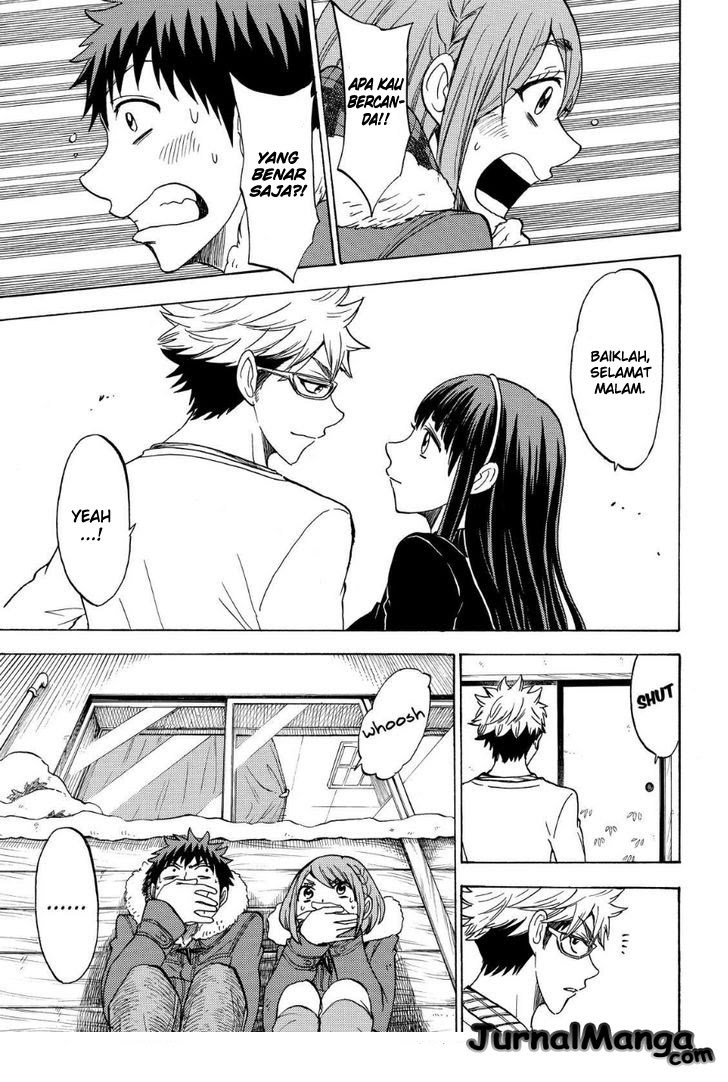 APA KAU
BERCAN-
DA!!
YANG
BENAR
SAJA?!
BAIKLAH,
SELAMAT
MALAM.
YEAH
...!
SHUT
whoosh
......
JurnalManga
com